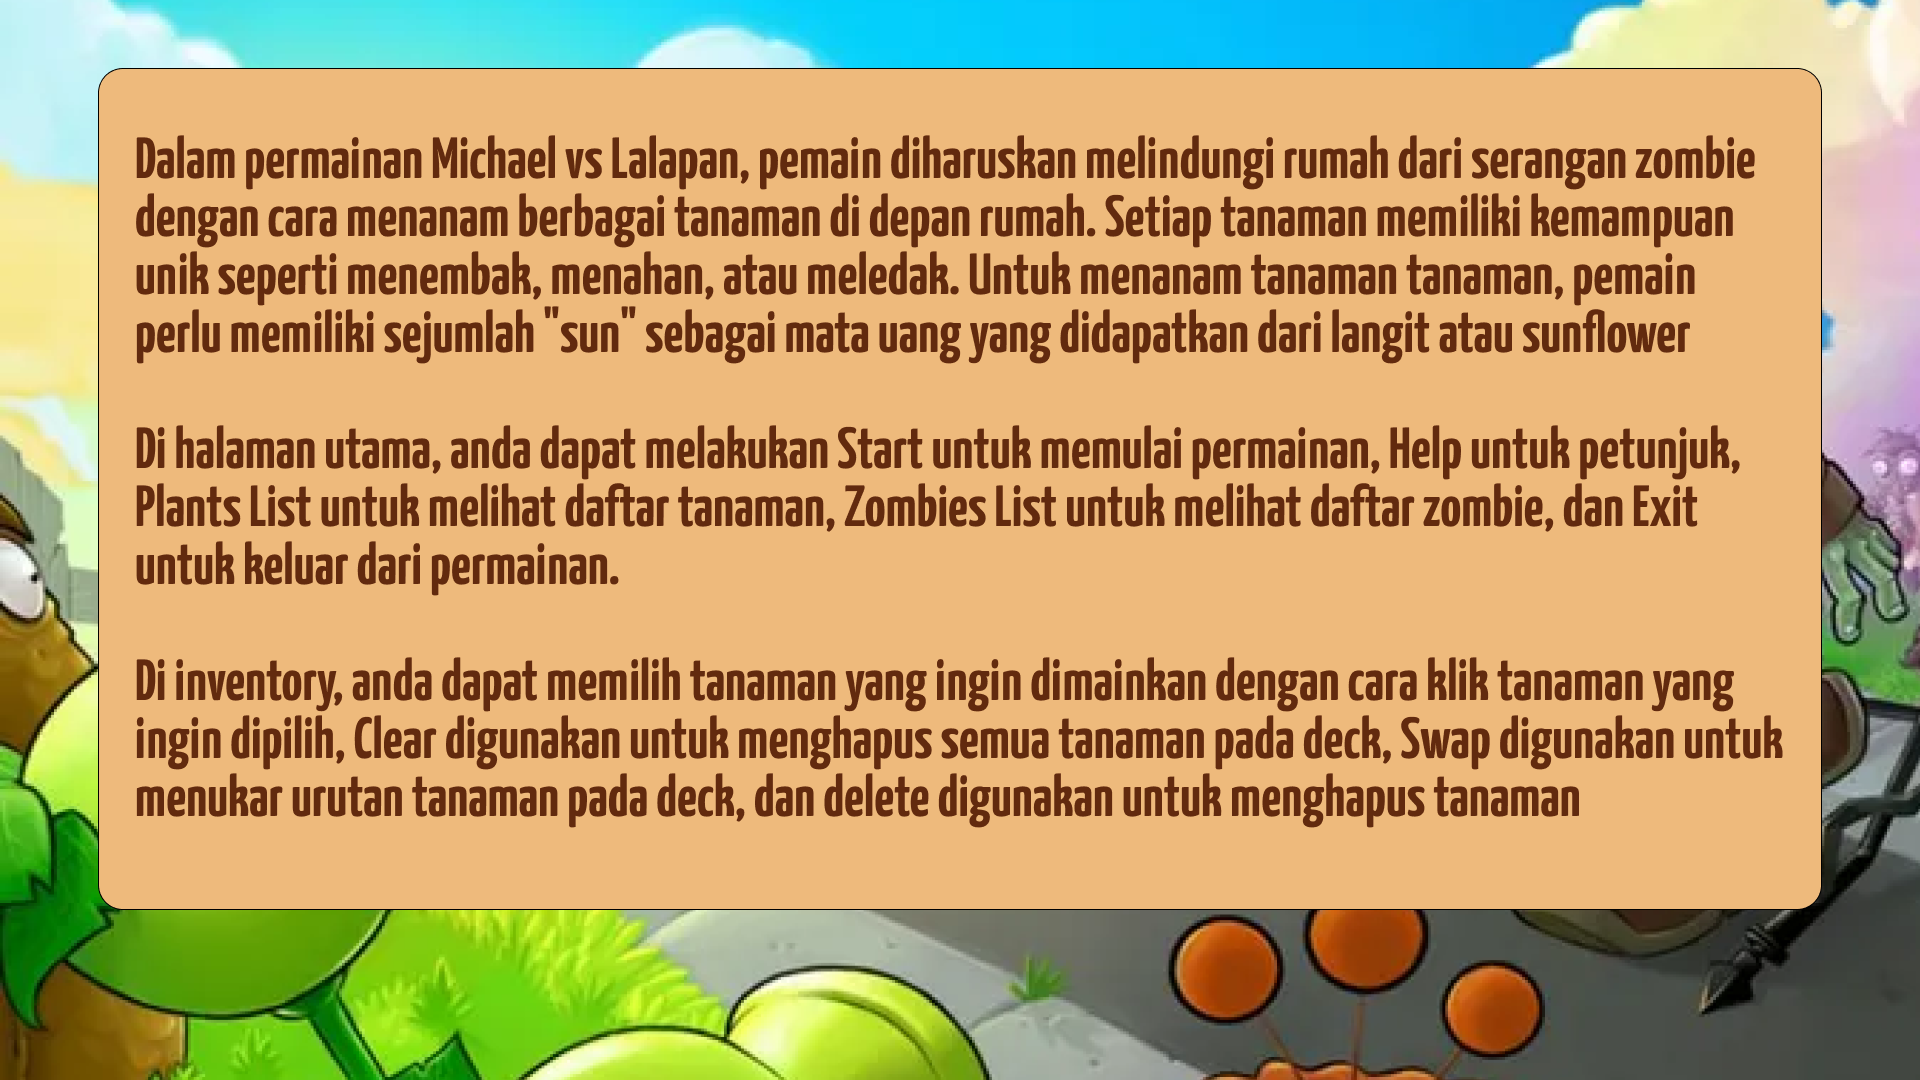 Dalam permainan Michael vs Lalapan, pemain diharuskan melindungi rumah dari serangan zombie
dengan cara menanam berbagai tanaman di depan rumah. Setiap tanaman memiliki kemampuan
unik seperti menembak, menahan, atau meledak. Untuk menanam tanaman tanaman, pemain
perlu memiliki sejumlah "sun" sebagai mata uang yang didapatkan dari langit atau sunflower
Di halaman utama, anda dapat melakukan Start untuk memulai permainan, Help untuk petunjuk,
Plants List untuk melihat daftar tanaman, Zombies List untuk melihat daftar zombie, dan Exit
untuk keluar dari permainan.
Di inventory, anda dapat memilih tanaman yang ingin dimainkan dengan cara klik tanaman yang
ingin dipilih, Clear digunakan untuk menghapus semua tanaman pada deck, Swap digunakan untuk
menukar urutan tanaman pada deck, dan delete digunakan untuk menghapus tanaman